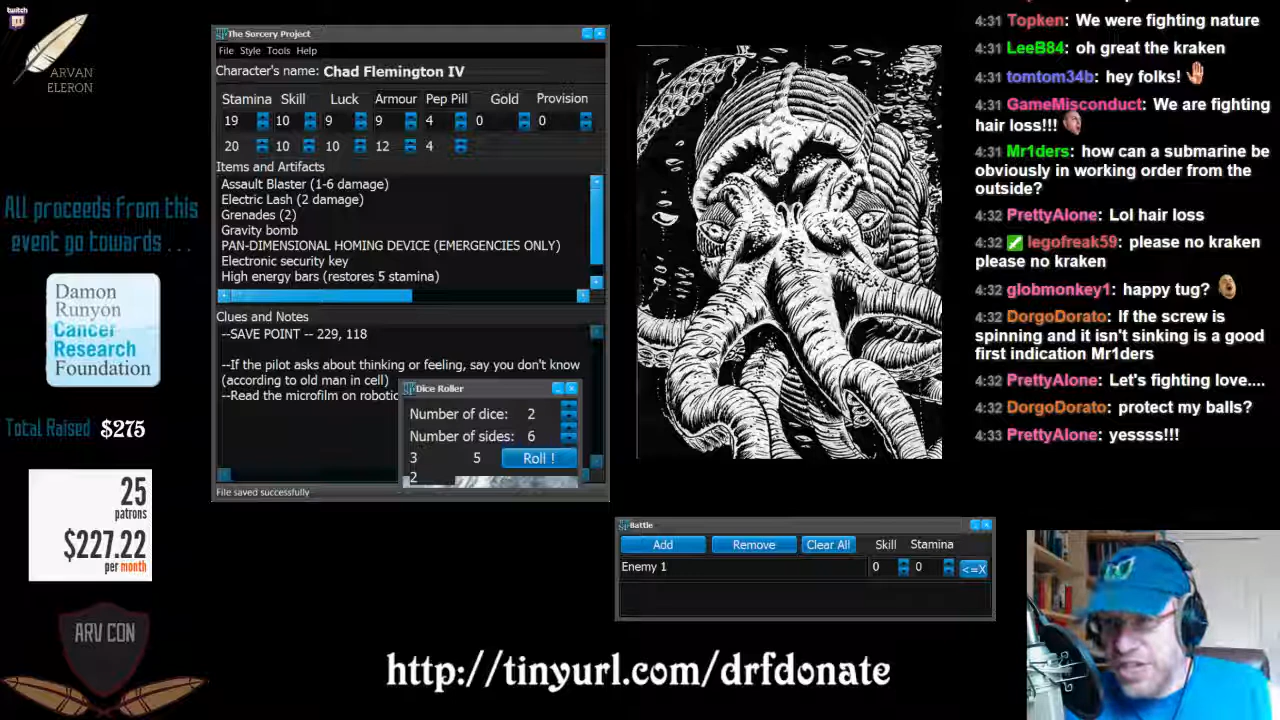 twitch
ARVAN
ELERON
All proceeds from this
event go towards . . .
Damon
Runyon
Cancer
Research
Foundation
Total Raised $275
25
patrons
$227.22
per month
ARV CON
The Sorcery Project
File Style Tools Help
Character's name: Chad Flemington IV
Stamina Skill Luck Armour Pep Pill Gold Provision
19 10 9 9 4 0 0
20 10 10 12 4
Items and Artifacts
Assault Blaster (1-6 damage)
Electric Lash (2 damage)
Grenades (2)
Gravity bomb
PAN-DIMENSIONAL HOMING DEVICE (EMERGENCIES ONLY)
Electronic security key
High energy bars (restores 5 stamina)
Clues and Notes
--SAVE POINT -- 229, 118
--If the pilot asks about thinking or feeling, say you don't know
(according to old man in cell)
--Read the microfilm on robotic
File saved successfully
Dice Roller
Number of dice: 2
Number of sides: 6
3 5 Roll !
2
Battle
Add Remove Clear All Skill Stamina
Enemy 1 0 0 <=X
http://tinyurl.com/drfdonate
4:31 Topken: We were fighting nature
4:31 LeeB84: oh great the kraken
4:31 tomtom34b: hey folks!
4:31 GameMisconduct: We are fighting
hair loss!!!
4:31 Mr1ders: how can a submarine be
obviously in working order from the
outside?
4:32 PrettyAlone: Lol hair loss
4:32 legofreak59: please no kraken
please no kraken
4:32 globmonkey1: happy tug?
4:32 DorgoDorato: If the screw is
spinning and it isn't sinking is a good
first indication Mr1ders
4:32 PrettyAlone: Let's fighting love....
4:32 DorgoDorato: protect my balls?
4:33 PrettyAlone: yessss!!!